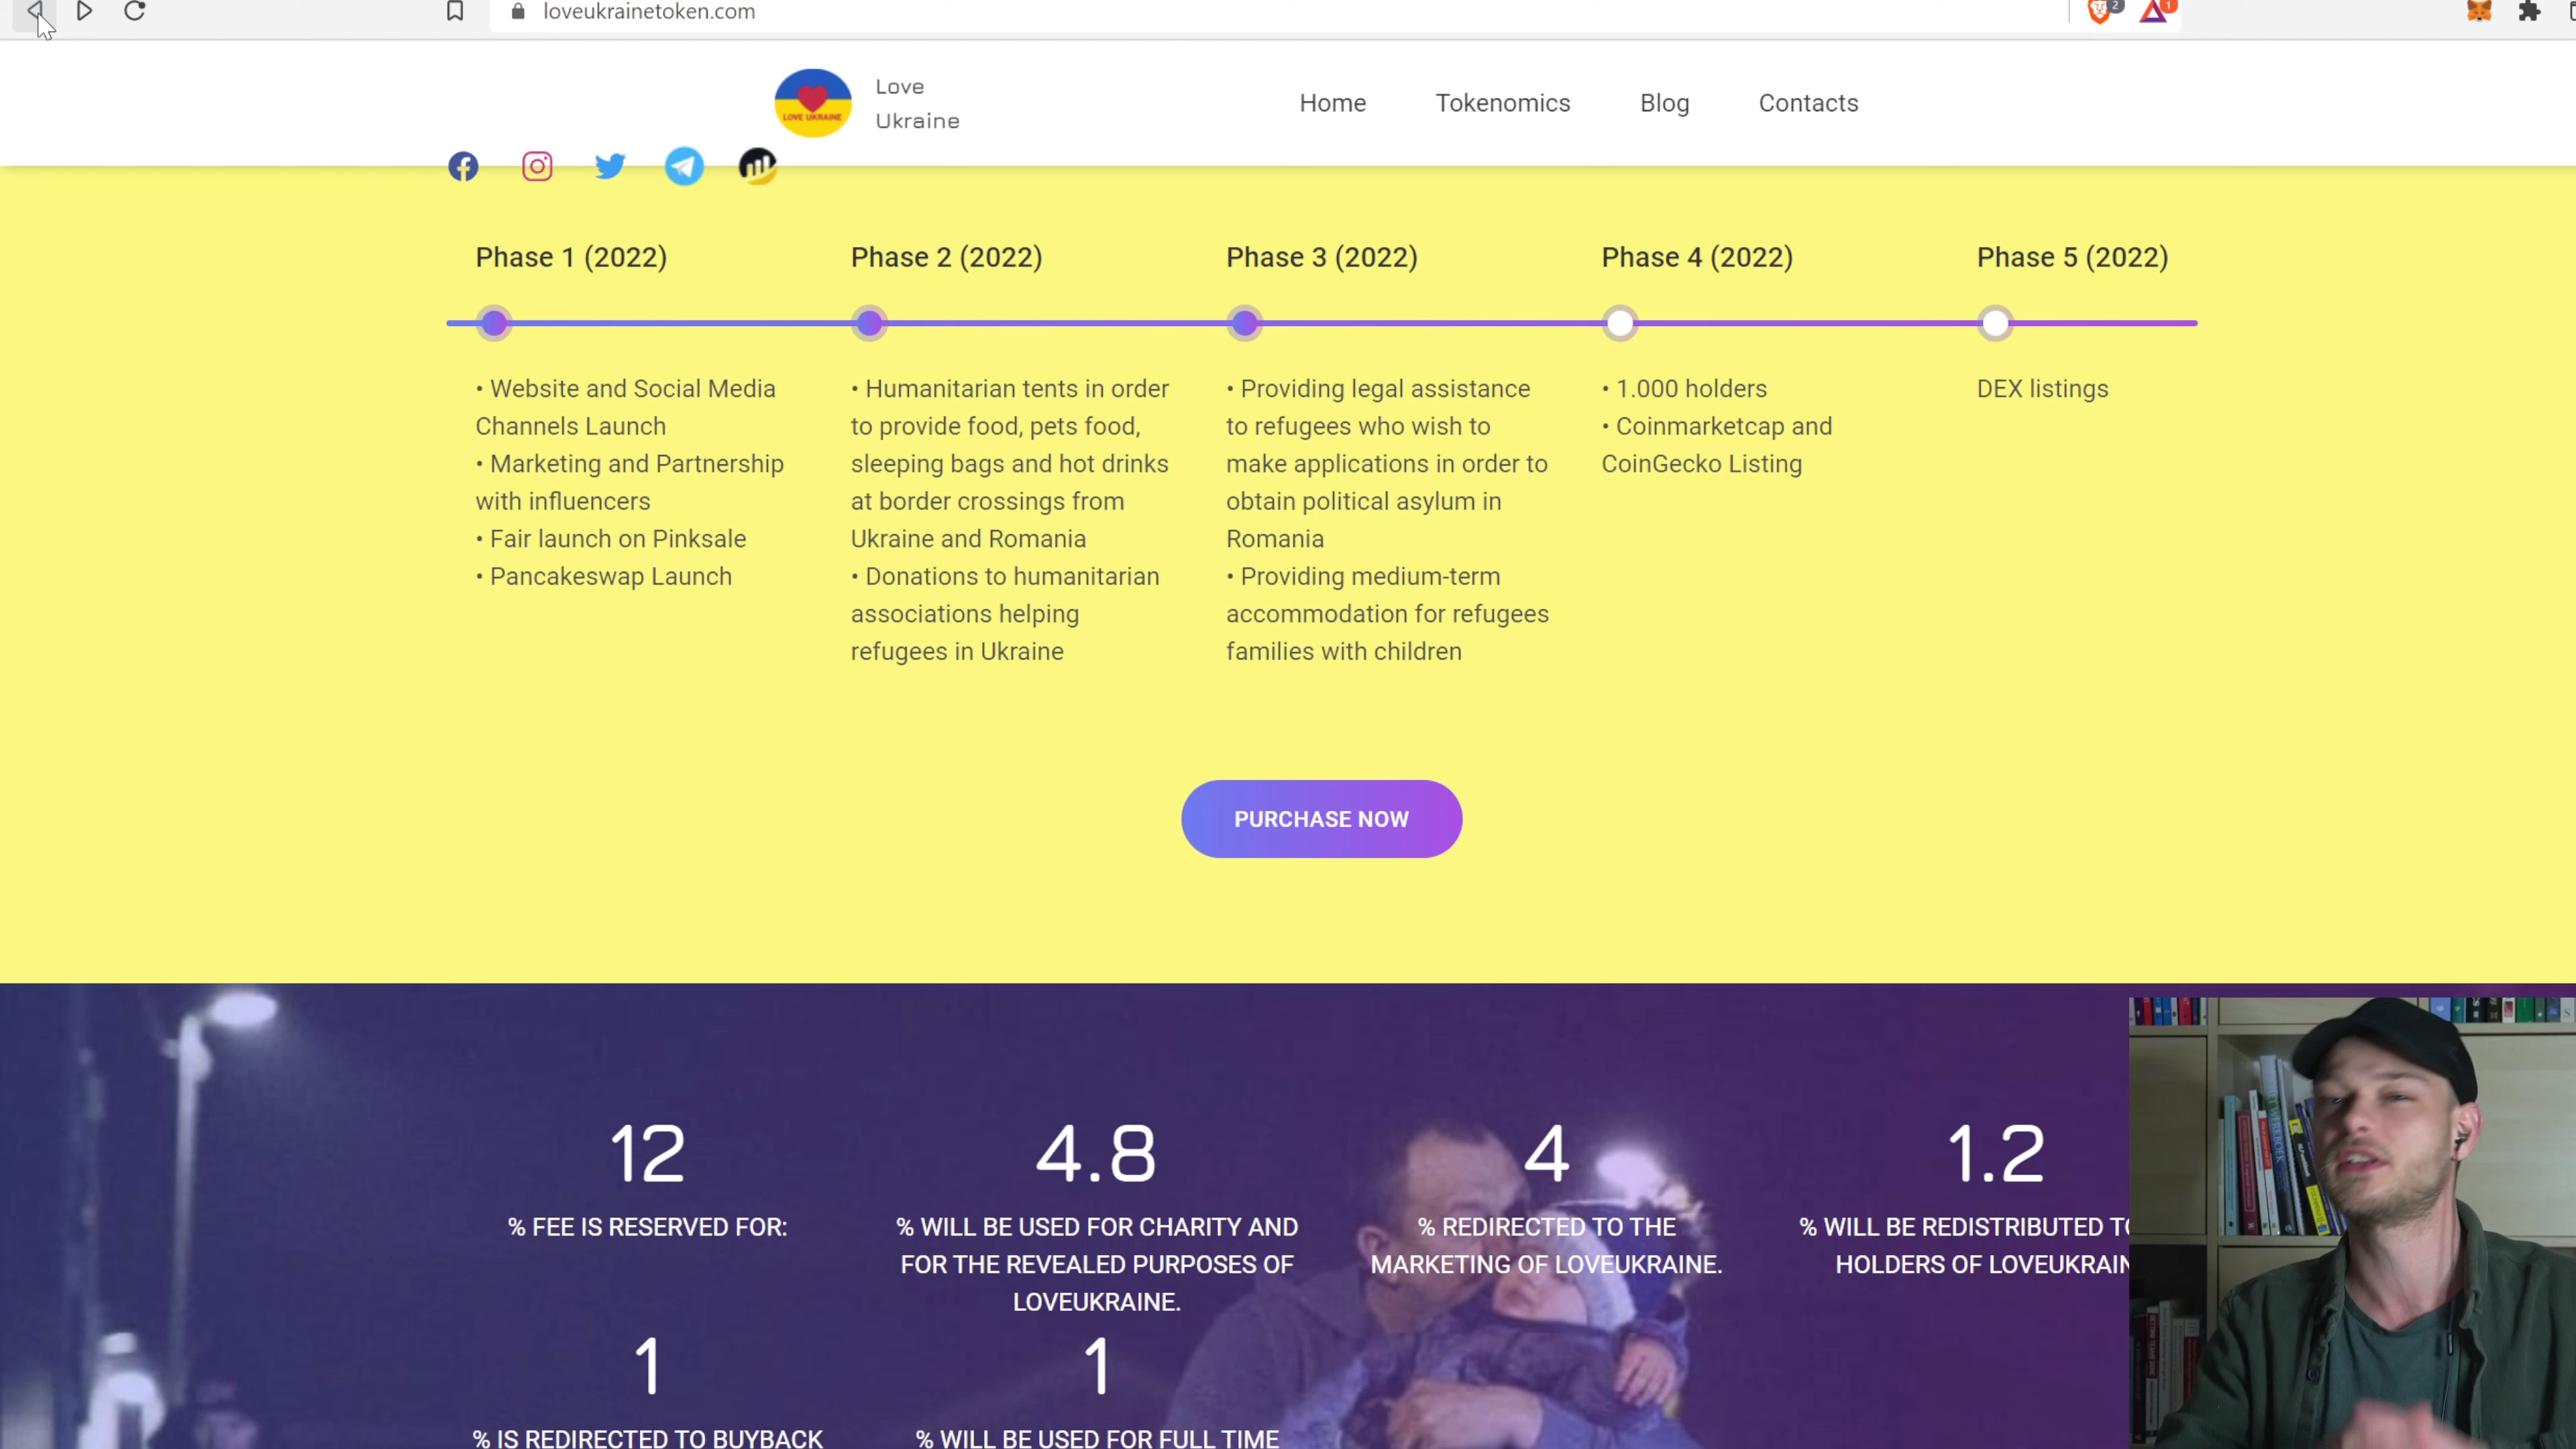 loveukrainetoken.com
2
1
LOVE UKRAINE
Love
Ukraine
Home
Tokenomics
Blog
Contacts
Phase 1 (2022)
• Website and Social Media
Channels Launch
• Marketing and Partnership
with influencers
• Fair launch on Pinksale
• Pancakeswap Launch
Phase 2 (2022)
• Humanitarian tents in order
to provide food, pets food,
sleeping bags and hot drinks
at border crossings from
Ukraine and Romania
• Donations to humanitarian
associations helping
refugees in Ukraine
Phase 3 (2022)
• Providing legal assistance
to refugees who wish to
make applications in order to
obtain political asylum in
Romania
• Providing medium-term
accommodation for refugees
families with children
Phase 4 (2022)
• 1.000 holders
• Coinmarketcap and
CoinGecko Listing
Phase 5 (2022)
DEX listings
PURCHASE NOW
12
% FEE IS RESERVED FOR:
4.8
% WILL BE USED FOR CHARITY AND
FOR THE REVEALED PURPOSES OF
LOVEUKRAINE.
4
% REDIRECTED TO THE
MARKETING OF LOVEUKRAINE.
1.2
% WILL BE REDISTRIBUTED
HOLDERS OF
1
% IS REDIRECTED TO BUYBACK
1
% WILL BE USED FOR FULL TIME